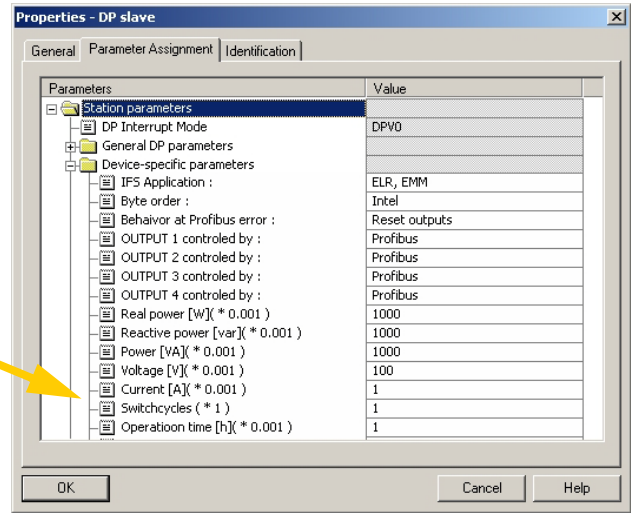 Properties - DP slave
General Parameter Assignment Identification
Parameters Value
Station parameters
DP Interrupt Mode DPV0
General DP parameters
Device-specific parameters
IFS Application : ELR, EMM
Byte order : Intel
Behaivor at Profibus error : Reset outputs
OUTPUT 1 controled by : Profibus
OUTPUT 2 controled by : Profibus
OUTPUT 3 controled by : Profibus
OUTPUT 4 controled by : Profibus
Real power [W]( * 0.001 ) 1000
Reactive power [var]( * 0.001 ) 1000
Power [VA]( * 0.001 ) 1000
Voltage [V]( * 0.001 ) 100
Current [A]( * 0.001 ) 1
Switchcycles ( * 1 ) 1
Operatioon time [h]( * 0.001 ) 1
OK Cancel Help